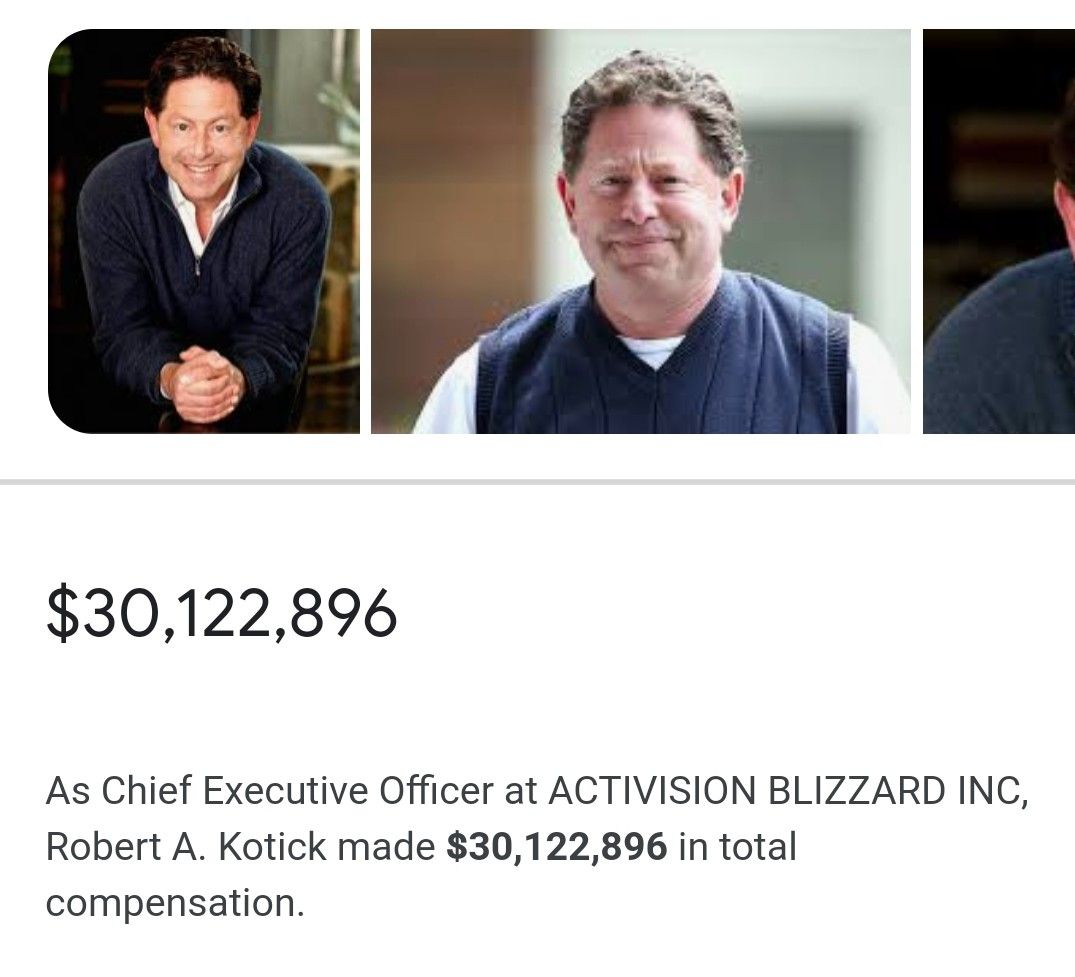 $30,122,896
As Chief Executive Officer at ACTIVISION BLIZZARD INC,
Robert A. Kotick made $30,122,896 in total
compensation.